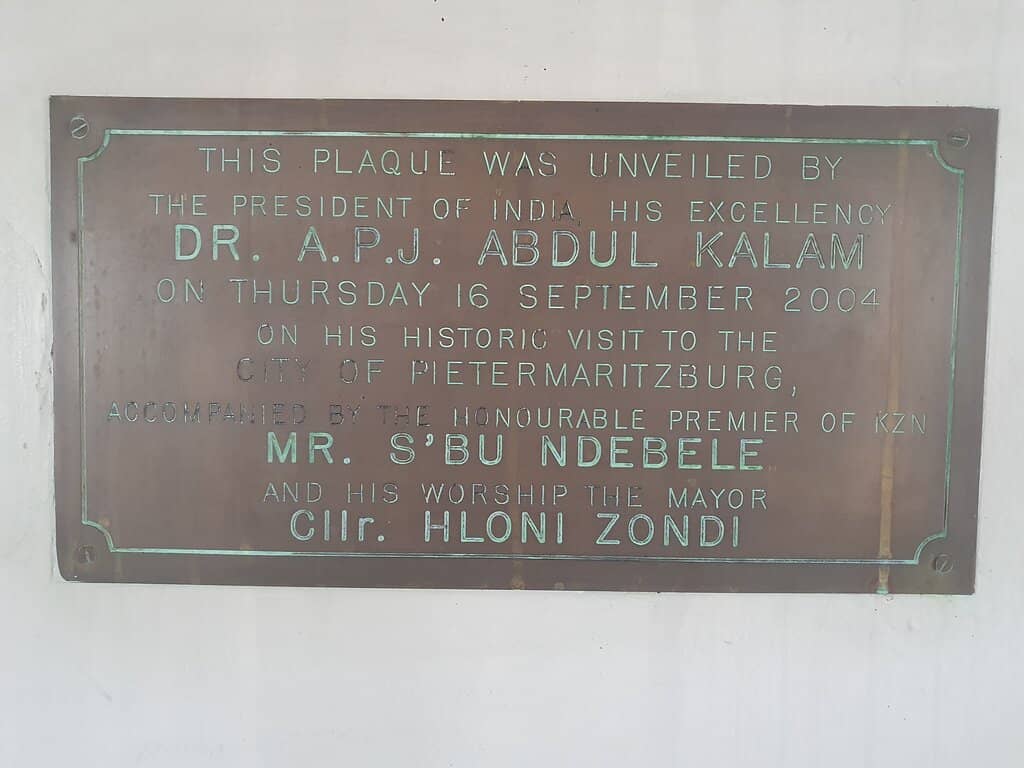 THIS PLAQUE WAS UNVEILED BY
THE PRESIDENT OF INDIA, HIS EXCELLENCY
DR. A.P.J. ABDUL KALAM
ON THURSDAY 16 SEPTEMBER 2004
ON HIS HISTORIC VISIT TO THE
CITY OF PIETERMARITZBURG,
ACCOMPANIED BY THE HONOURABLE PREMIER OF KZN
MR. S'BU NDEBELE
AND HIS WORSHIP THE MAYOR
Cllr. HLONI ZONDI